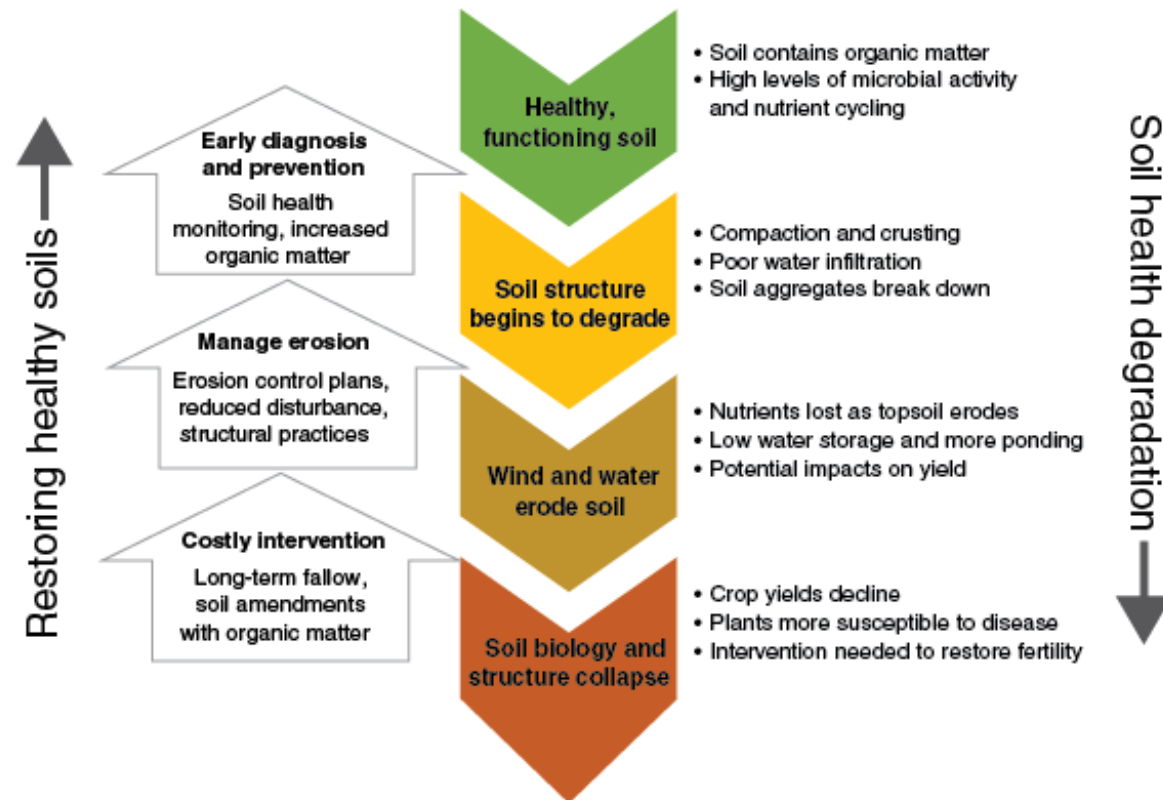 Restoring healthy soils
Early diagnosis
and prevention
Soil health
monitoring, increased
organic matter
Manage erosion
Erosion control plans,
reduced disturbance,
structural practices
Costly intervention
Long-term fallow,
soil amendments
with organic matter
Healthy,
functioning soil
• Soil contains organic matter
• High levels of microbial activity
and nutrient cycling
Soil structure
begins to degrade
• Compaction and crusting
• Poor water infiltration
• Soil aggregates break down
Wind and water
erode soil
• Nutrients lost as topsoil erodes
• Low water storage and more ponding
• Potential impacts on yield
Soil biology and
structure collapse
• Crop yields decline
• Plants more susceptible to disease
• Intervention needed to restore fertility
Soil health degradation